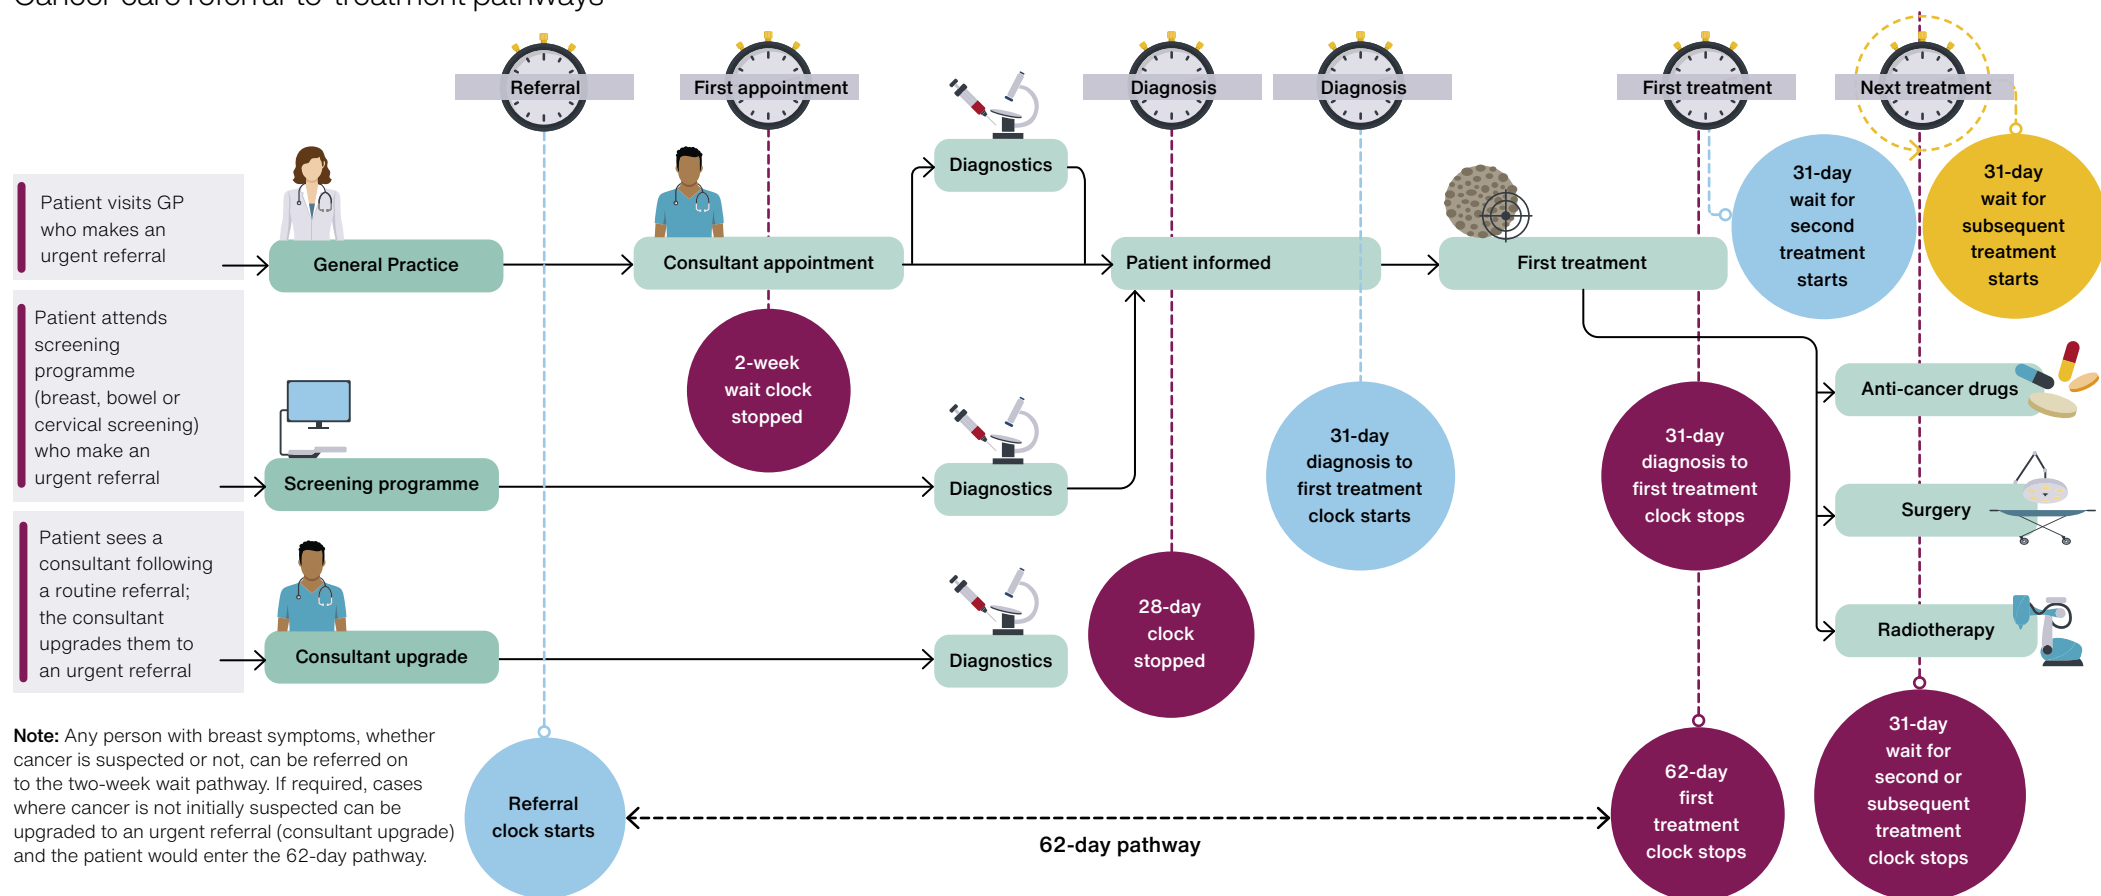 Cancer care referral-to-treatment pathways
Referral
First appointment
Diagnosis
Diagnosis
First treatment
Next treatment
Patient visits GP
who makes an
urgent referral
General Practice
Consultant appointment
Diagnostics
Patient informed
First treatment
31-day
wait for
second
treatment
starts
31-day
wait for
subsequent
treatment
starts
Patient attends
screening
programme
(breast, bowel or
cervical screening)
who make an
urgent referral
Screening programme
2-week
wait clock
stopped
Diagnostics
31-day
diagnosis to
first treatment
clock starts
31-day
diagnosis to
first treatment
clock stops
Anti-cancer drugs
Surgery
Radiotherapy
Patient sees a
consultant following
a routine referral;
the consultant
upgrades them to
an urgent referral
Consultant upgrade
Diagnostics
28-day
clock
stopped
Note: Any person with breast symptoms, whether
cancer is suspected or not, can be referred on
to the two-week wait pathway. If required, cases
where cancer is not initially suspected can be
upgraded to an urgent referral (consultant upgrade)
and the patient would enter the 62-day pathway.
Referral
clock starts
62-day pathway
62-day
first
treatment
clock stops
31-day
wait for
second or
subsequent
treatment
clock stops